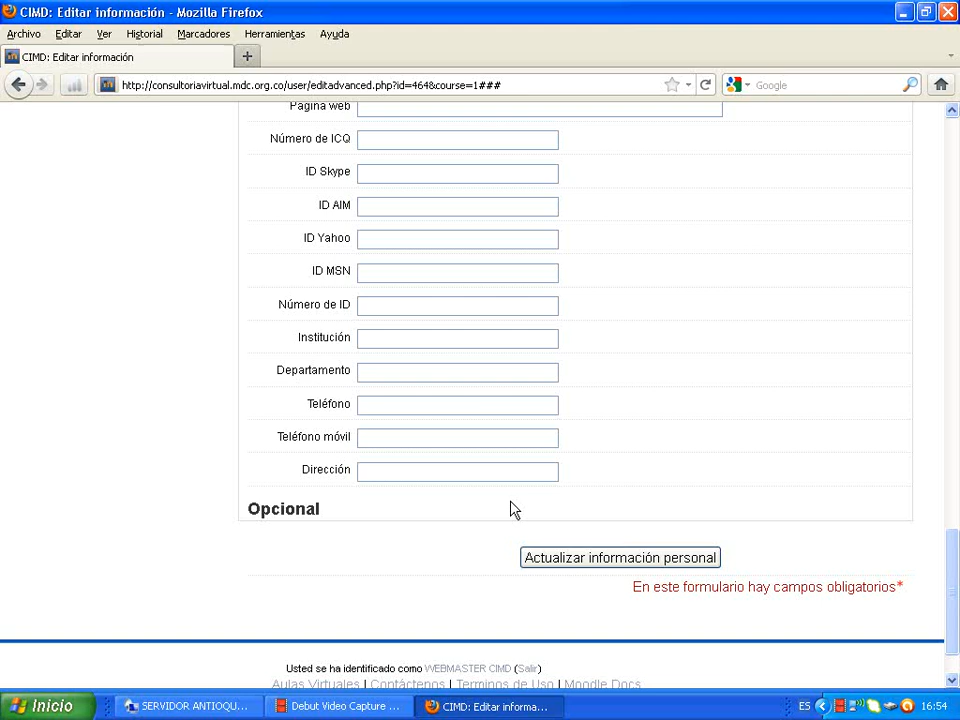 CIMD: Editar información - Mozilla Firefox
Archivo Editar Ver Historial Marcadores Herramientas Ayuda
CIMD: Editar información
http://consultoriavirtual.mdc.org.co/user/editadvanced.php?id=464&course=1###
Google
Página web
Número de ICQ
ID Skype
ID AIM
ID Yahoo
ID MSN
Número de ID
Institución
Departamento
Teléfono
Teléfono móvil
Dirección
Opcional
Actualizar información personal
En este formulario hay campos obligatorios*
Usted se ha identificado como WEBMASTER CIMD (Salir)
Aulas Virtuales | Contáctenos | Terminos de Uso | Moodle Docs
Inicio
SERVIDOR ANTIOQU...
Debut Video Capture ...
CIMD: Editar informa...
ES
16:54